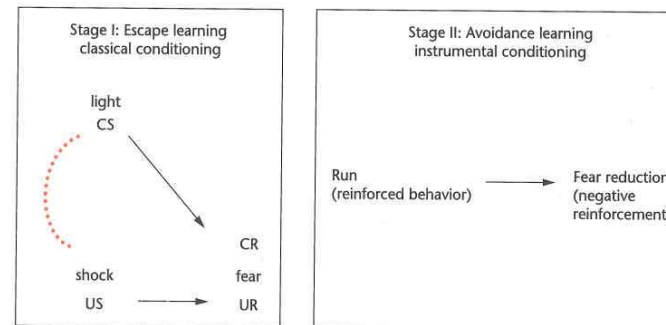 Stage I: Escape learning
classical conditioning
light
CS
CR
shock
fear
US
UR
Stage II: Avoidance learning
instrumental conditioning
Run
(reinforced behavior)
Fear reduction
(negative
reinforcement